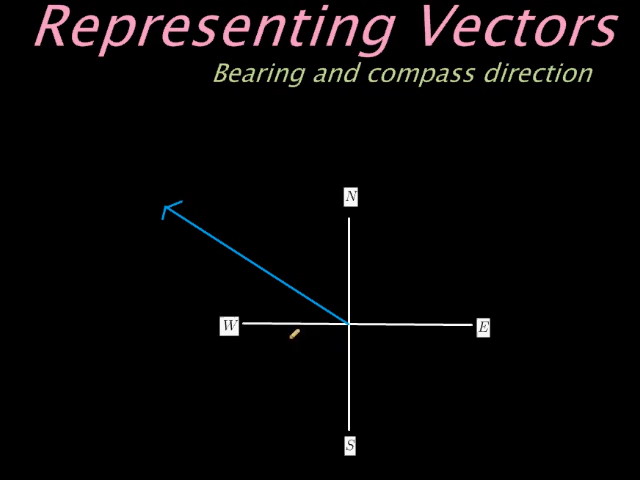 Representing Vectors
Bearing and compass direction
N
W
E
S